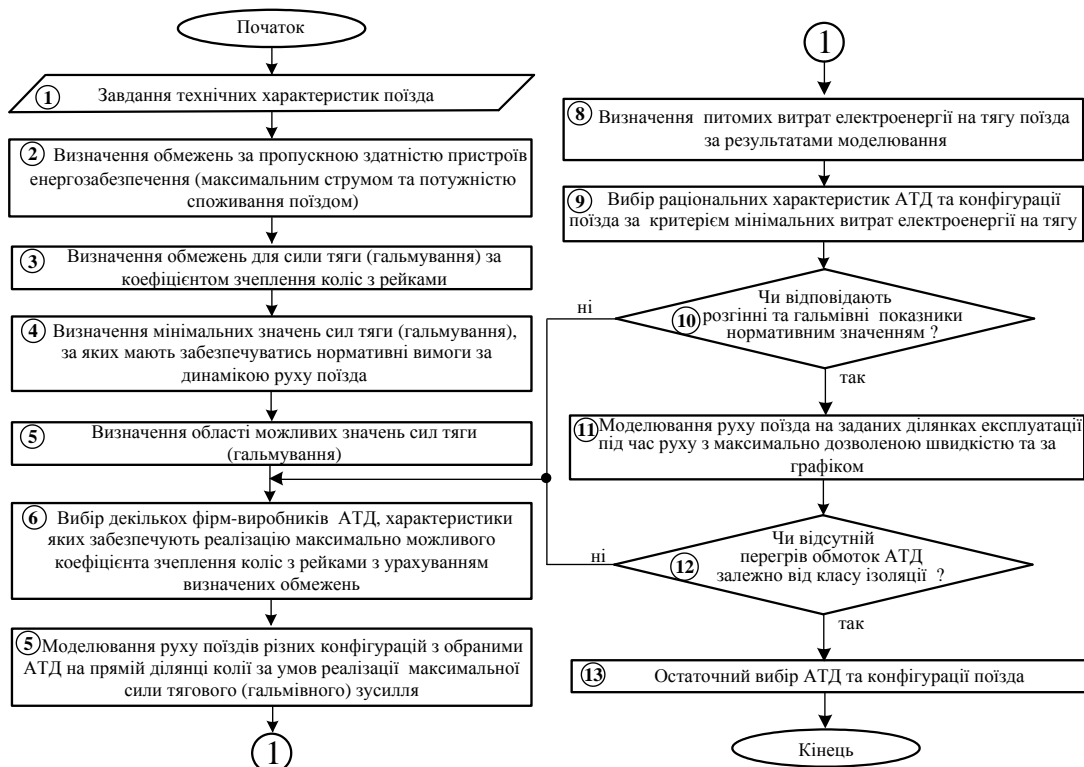 Початок
1 Завдання технічних характеристик поїзда
2 Визначення обмежень за пропускною здатністю пристроїв
енергозабезпечення (максимальним струмом та потужністю
споживання поїздом)
3 Визначення обмежень для сили тяги (гальмування) за
коефіцієнтом зчеплення коліс з рейками
4 Визначення мінімальних значень сил тяги (гальмування),
за яких мають забезпечуватись нормативні вимоги за
динамікою руху поїзда
5 Визначення області можливих значень сил тяги
(гальмування)
6 Вибір декількох фірм-виробників АТД, характеристики
яких забезпечують реалізацію максимально можливого
коефіцієнта зчеплення коліс з рейками з урахуванням
визначених обмежень
5 Моделювання руху поїздів різних конфігурацій з обраними
АТД на прямій ділянці колії за умов реалізації максимальної
сили тягового (гальмівного) зусилля
1
1
8 Визначення питомих витрат електроенергії на тягу поїзда
за результатами моделювання
9 Вибір раціональних характеристик АТД та конфігурації
поїзда за критерієм мінімальних витрат електроенергії на тягу
ні
Чи відповідають
10 розгінні та гальмівні показники
нормативним значенням ?
так
11 Моделювання руху поїзда на заданих ділянках експлуатації
під час руху з максимально дозволеною швидкістю та за
графіком
ні
Чи відсутній
перегрів обмоток АТД
12 залежно від класу ізоляції ?
так
13 Остаточний вибір АТД та конфігурації поїзда
Кінець